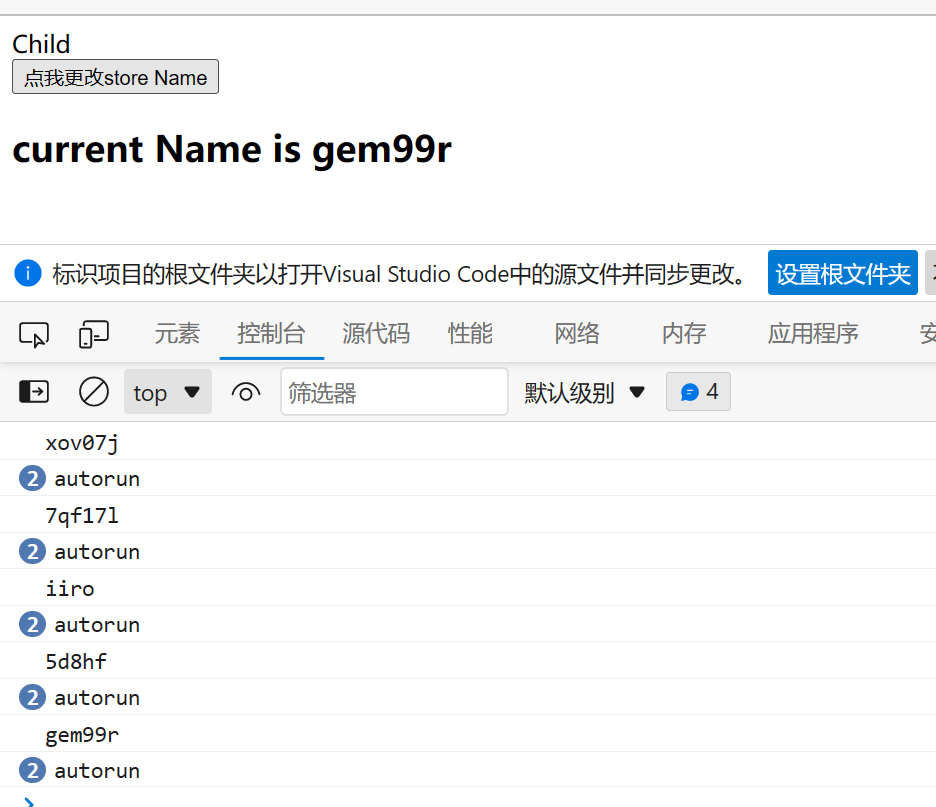 Child
点我更改store Name
current Name is gem99r
标识项目的根文件夹以打开Visual Studio Code中的源文件并同步更改。 设置根文件夹
元素 控制台 源代码 性能 网络 内存 应用程序 安
top 筛选器 默认级别 4
xov07j
2 autorun
7qf17l
2 autorun
iiro
2 autorun
5d8hf
2 autorun
gem99r
2 autorun